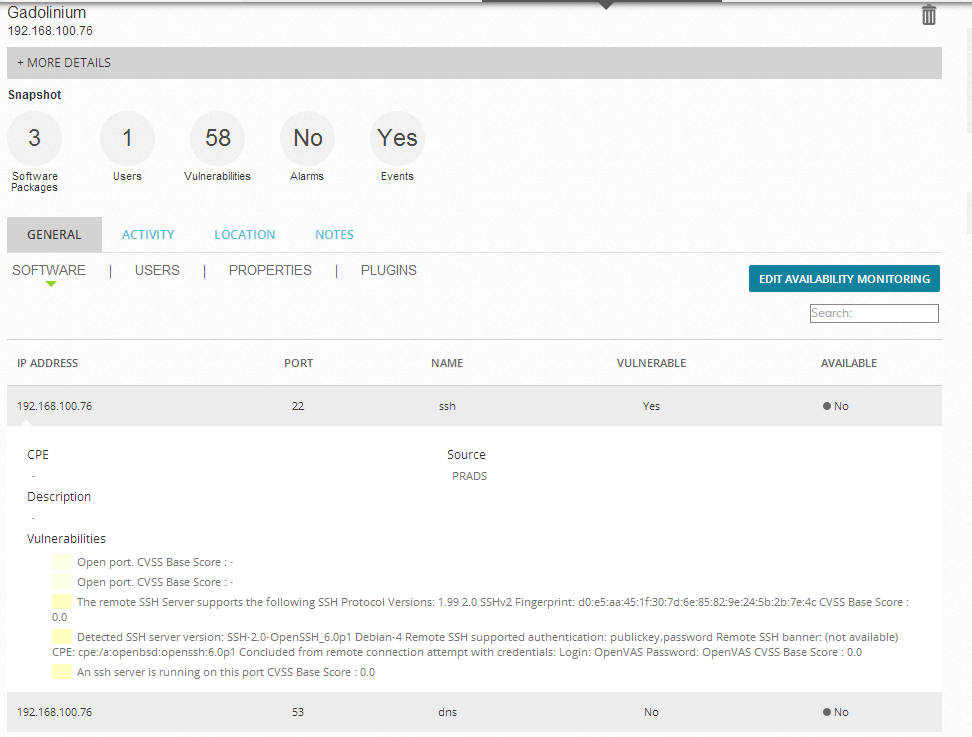 Gadolinium
192.168.100.76
+ MORE DETAILS
Snapshot
3 1 58 No Yes
Software Users Vulnerabilities Alarms Events
Packages
GENERAL ACTIVITY LOCATION NOTES
SOFTWARE | USERS | PROPERTIES | PLUGINS
EDIT AVAILABILITY MONITORING
Search:
IP ADDRESS PORT NAME VULNERABLE AVAILABLE
192.168.100.76 22 ssh Yes No
CPE Source
- PRADS
Description
-
Vulnerabilities
Open port. CVSS Base Score : -
Open port. CVSS Base Score : -
The remote SSH Server supports the following SSH Protocol Versions: 1.99 2.0 SSHv2 Fingerprint: d0:e5:aa:45:1f:30:7d:6e:85:82:9e:24:5b:2b:7e:4c CVSS Base Score :
0.0
Detected SSH server version: SSH-2.0-OpenSSH_6.0p1 Debian-4 Remote SSH supported authentication: publickey,password Remote SSH banner: (not available)
CPE: cpe:/a:openbsd:openssh:6.0p1 Concluded from remote connection attempt with credentials: Login: OpenVAS Password: OpenVAS CVSS Base Score : 0.0
An ssh server is running on this port CVSS Base Score : 0.0
192.168.100.76 53 dns No No